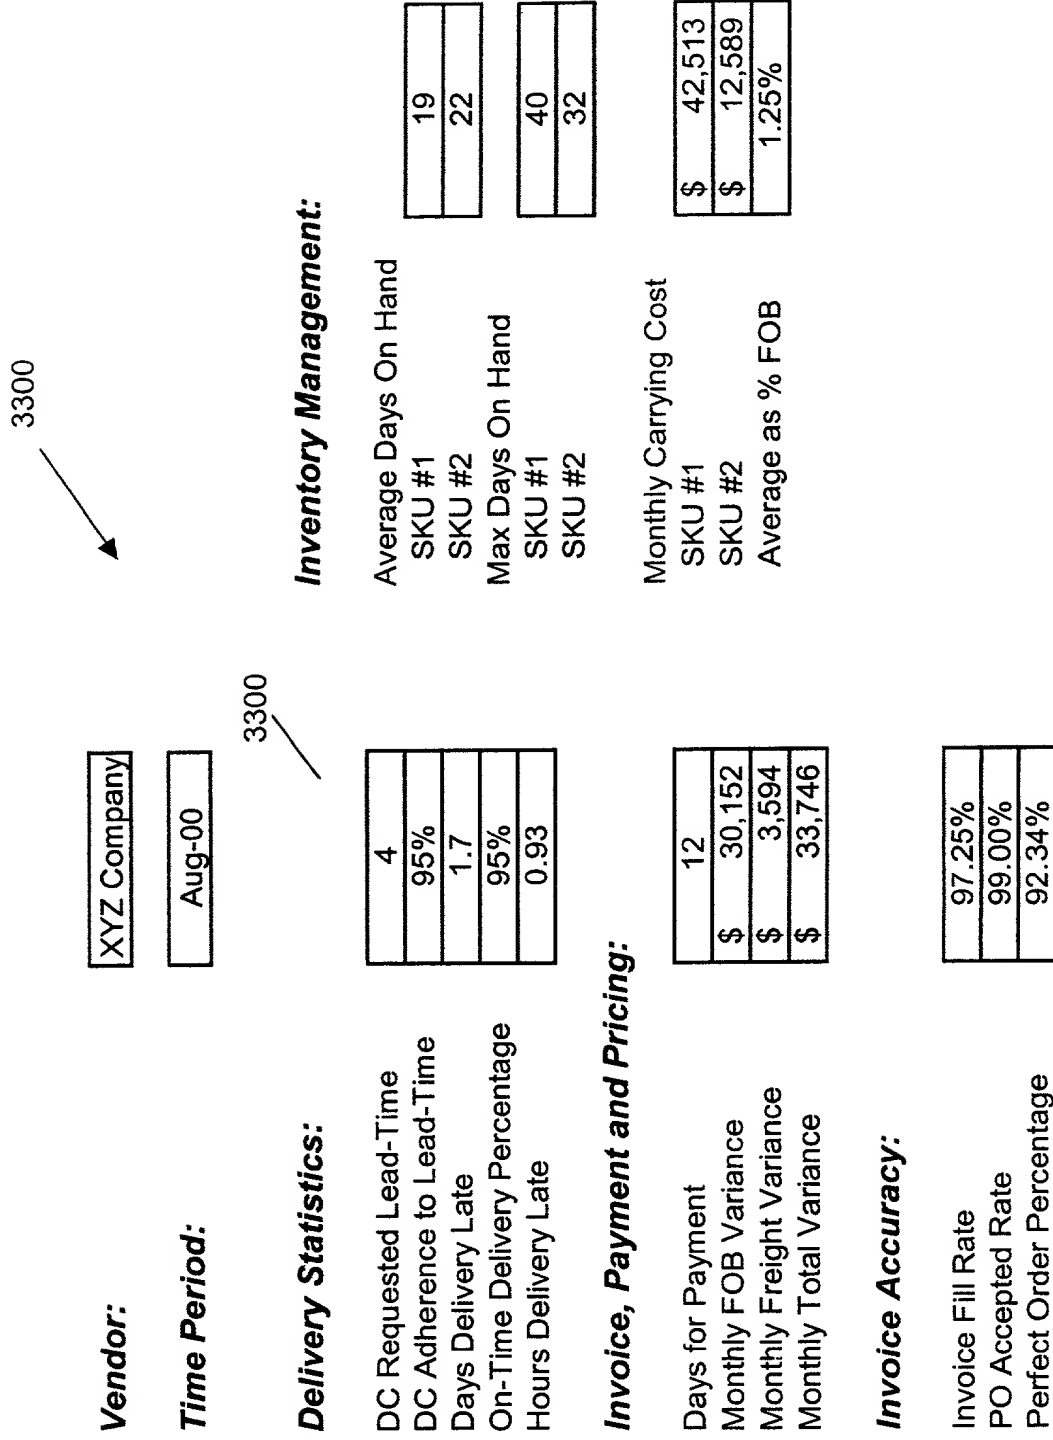 3300
Vendor: XYZ Company
Time Period: Aug-00
3300
Delivery Statistics:
DC Requested Lead-Time 4
DC Adherence to Lead-Time 95%
Days Delivery Late 1.7
On-Time Delivery Percentage 95%
Hours Delivery Late 0.93
Invoice, Payment and Pricing:
Days for Payment 12
Monthly FOB Variance $ 30,152
Monthly Freight Variance $ 3,594
Monthly Total Variance $ 33,746
Invoice Accuracy:
Invoice Fill Rate 97.25%
PO Accepted Rate 99.00%
Perfect Order Percentage 92.34%
Inventory Management:
Average Days On Hand
SKU #1 19
SKU #2 22
Max Days On Hand
SKU #1 40
SKU #2 32
Monthly Carrying Cost
SKU #1 $ 42,513
SKU #2 $ 12,589
Average as % FOB 1.25%